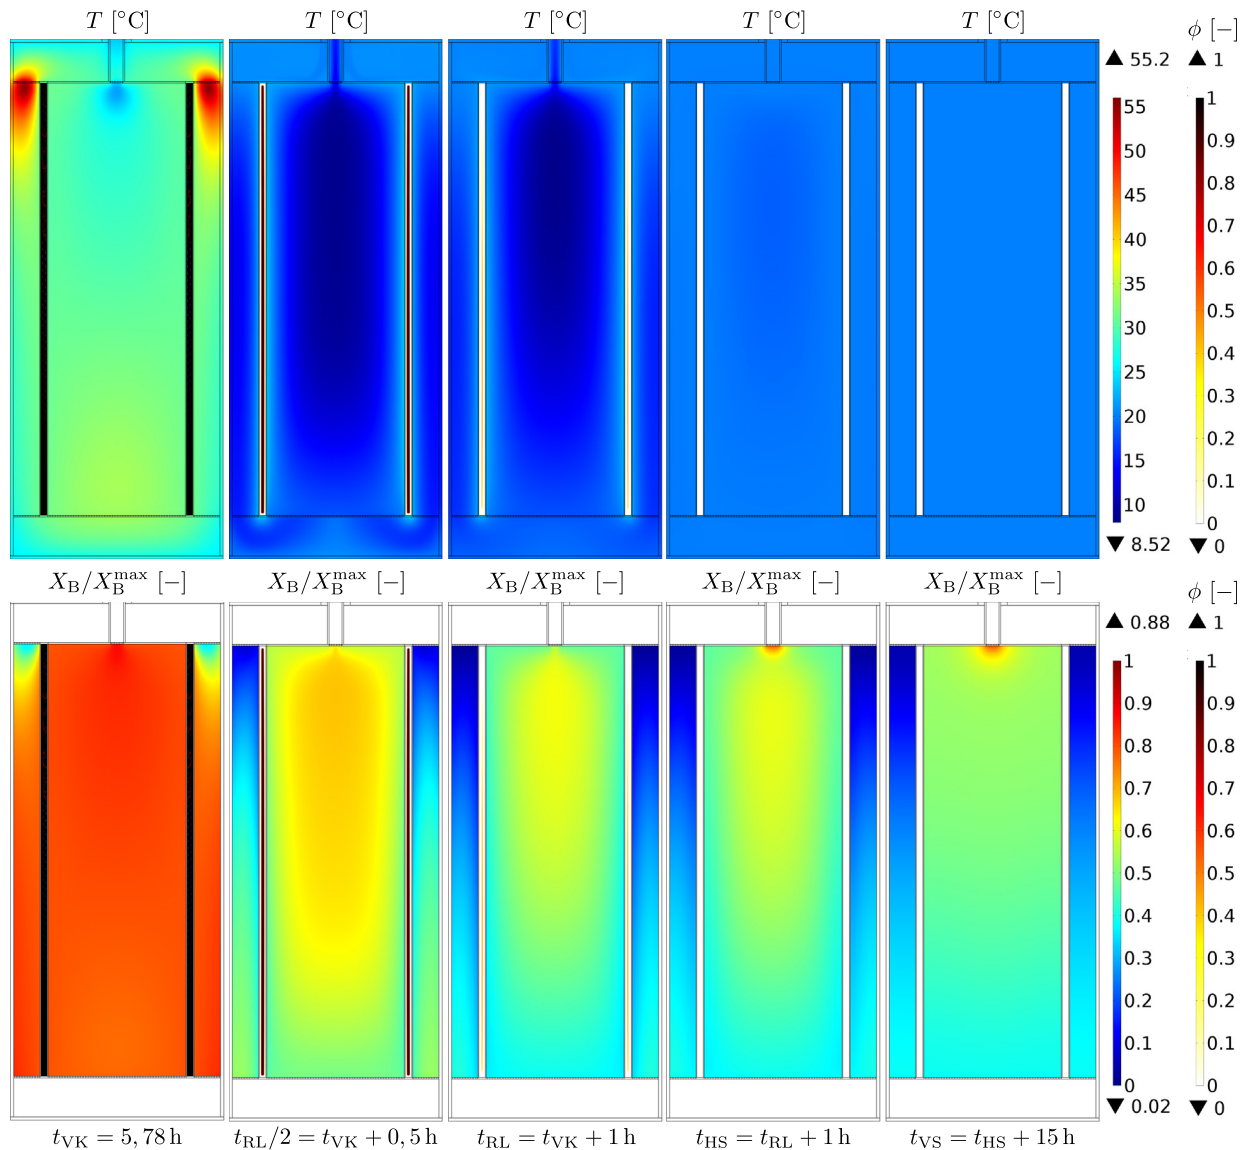 T [°C] T [°C] T [°C] T [°C] T [°C]
ϕ [−]
▲ 55.2 ▲ 1
55 1
50 0.9
45 0.8
40 0.7
35 0.6
30 0.5
25 0.4
20 0.3
15 0.2
10 0.1
0
▼ 8.52 ▼ 0
X_B/X_B^max [−] X_B/X_B^max [−] X_B/X_B^max [−] X_B/X_B^max [−] X_B/X_B^max [−]
ϕ [−]
▲ 0.88 ▲ 1
1 1
0.9 0.9
0.8 0.8
0.7 0.7
0.6 0.6
0.5 0.5
0.4 0.4
0.3 0.3
0.2 0.2
0.1 0.1
0 0
▼ 0.02 ▼ 0
t_VK = 5,78 h t_RL/2 = t_VK + 0,5 h t_RL = t_VK + 1 h t_HS = t_RL + 1 h t_VS = t_HS + 15 h